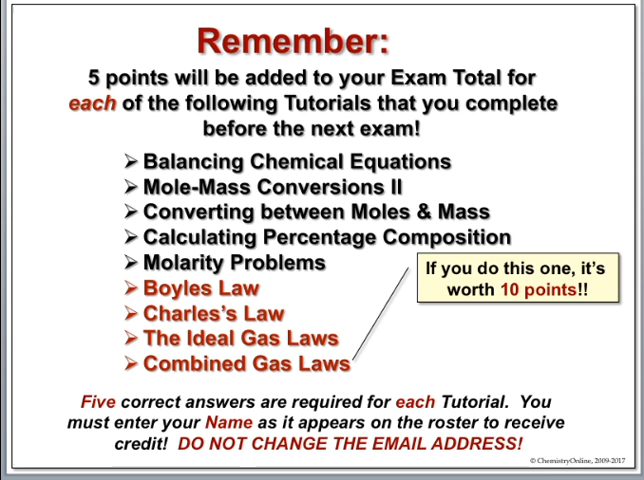 Remember:
5 points will be added to your Exam Total for
each of the following Tutorials that you complete
before the next exam!
➢ Balancing Chemical Equations
➢ Mole-Mass Conversions II
➢ Converting between Moles & Mass
➢ Calculating Percentage Composition
➢ Molarity Problems
➢ Boyles Law
➢ Charles's Law
➢ The Ideal Gas Laws
➢ Combined Gas Laws
If you do this one, it's
worth 10 points!!
Five correct answers are required for each Tutorial. You
must enter your Name as it appears on the roster to receive
credit! DO NOT CHANGE THE EMAIL ADDRESS!
© ChemistryOnline, 2009-2017